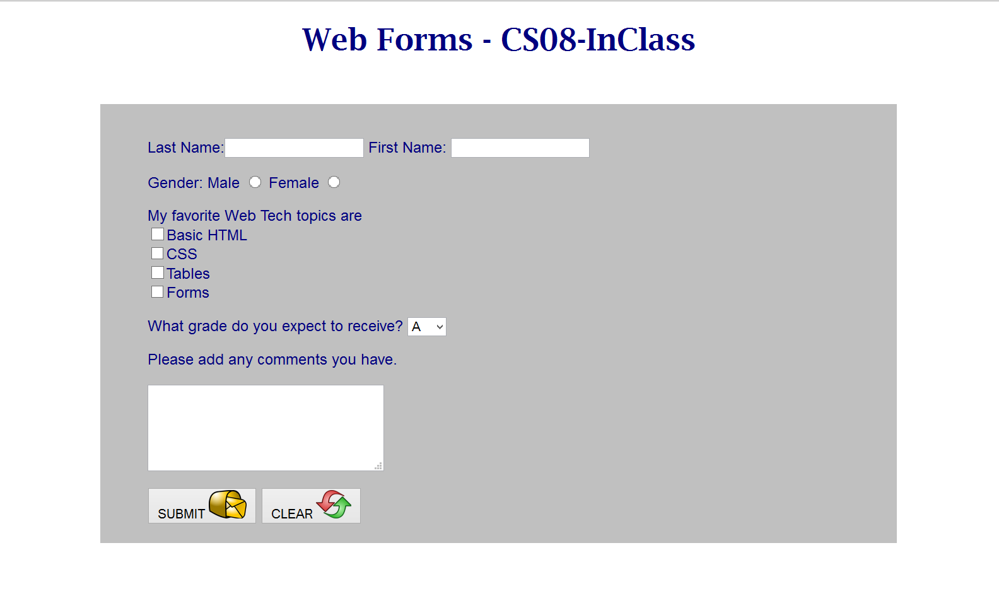 Web Forms - CS08-InClass
Last Name: First Name:
Gender: Male Female
My favorite Web Tech topics are
Basic HTML
CSS
Tables
Forms
What grade do you expect to receive? A
Please add any comments you have.
SUBMIT CLEAR